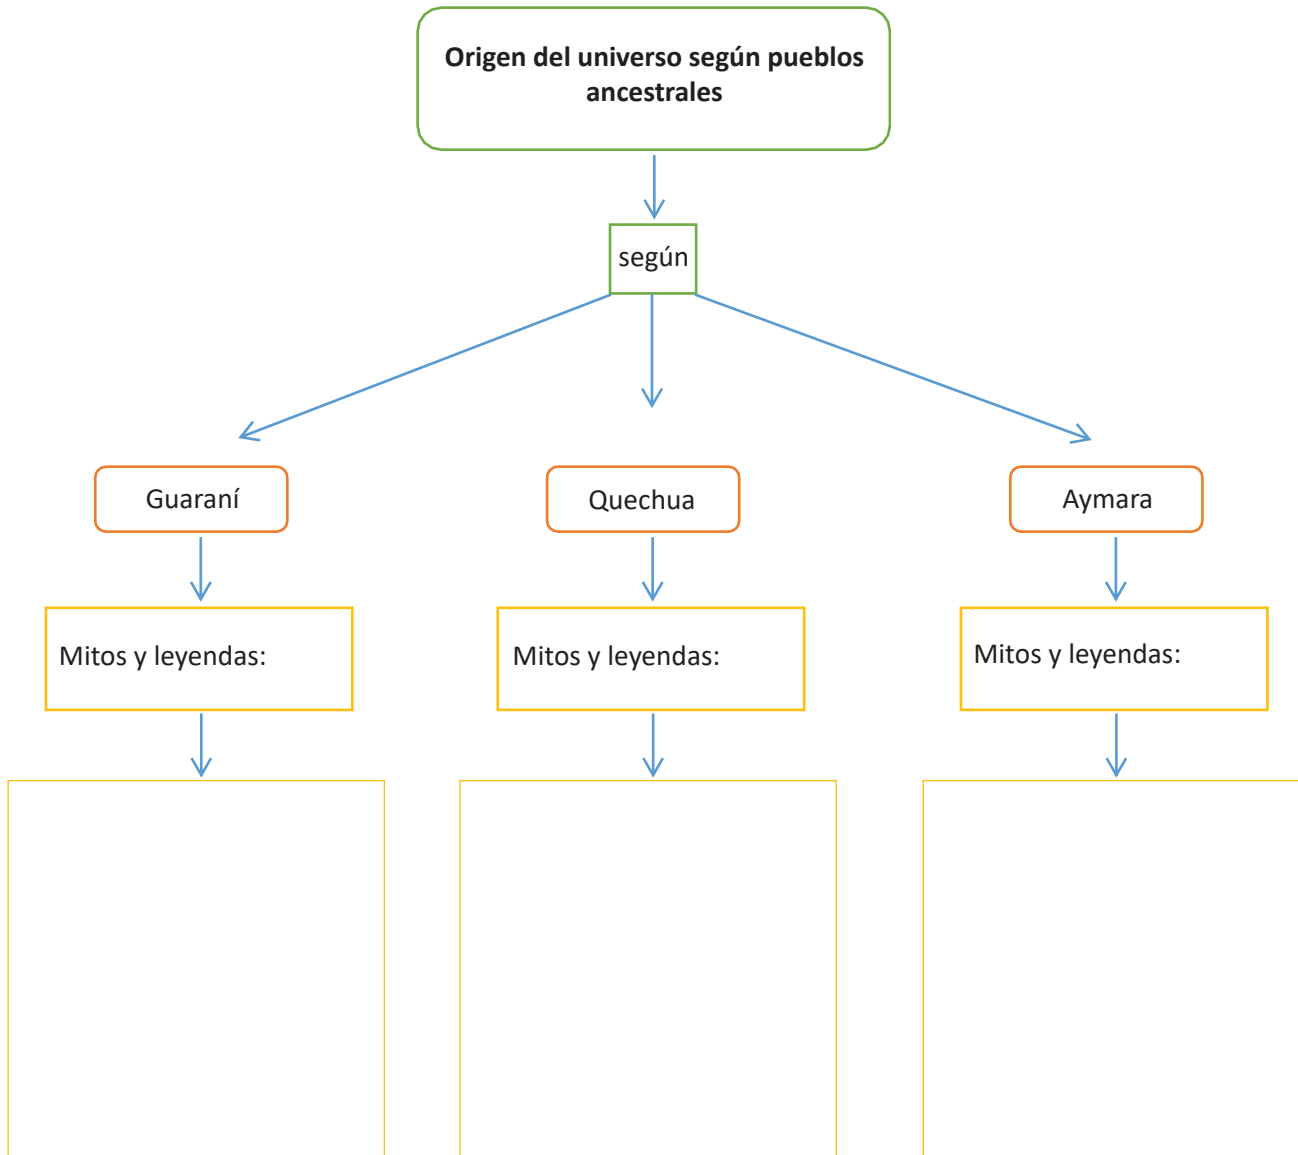 Origen del universo según pueblos
ancestrales
según
Guaraní
Quechua
Aymara
Mitos y leyendas:
Mitos y leyendas:
Mitos y leyendas: